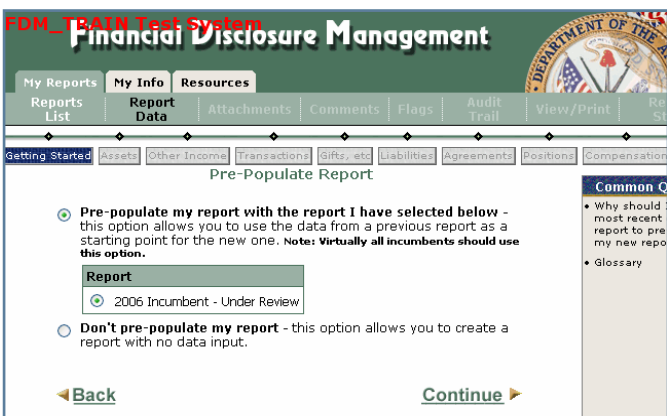 FDM_TRAIN Test System
Financial Disclosure Management
DEPARTMENT OF THE
My Reports My Info Resources
Reports List Report Data Attachments Comments Flags Audit Trail View/Print
Getting Started Assets Other Income Transactions Gifts, etc Liabilities Agreements Positions Compensation
Pre-Populate Report
Common Q
Pre-populate my report with the report I have selected below -
this option allows you to use the data from a previous report as a
starting point for the new one. Note: Virtually all incumbents should use
this option.
Report
2006 Incumbent - Under Review
Don't pre-populate my report - this option allows you to create a
report with no data input.
Back Continue
• Why should I
most recent
report to pre
my new repo
• Glossary